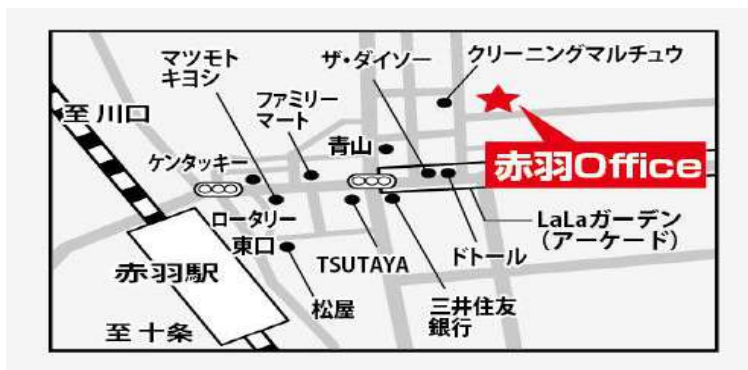 マツモト
キヨシ
ザ・ダイソー
クリーニングマルチュウ
至 川口
ファミリー
マート
青山
ケンタッキー
赤羽Office
ロータリー
東口
TSUTAYA
ドトール
LaLaガーデン
（アーケード）
赤羽駅
松屋
三井住友
銀行
至 十条